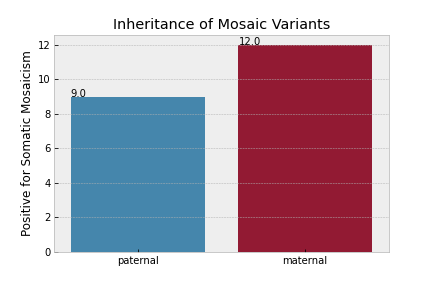 Inheritance of Mosaic Variants
Positive for Somatic Mosaicism
12
10
8
6
4
2
0
9.0
12.0
paternal
maternal